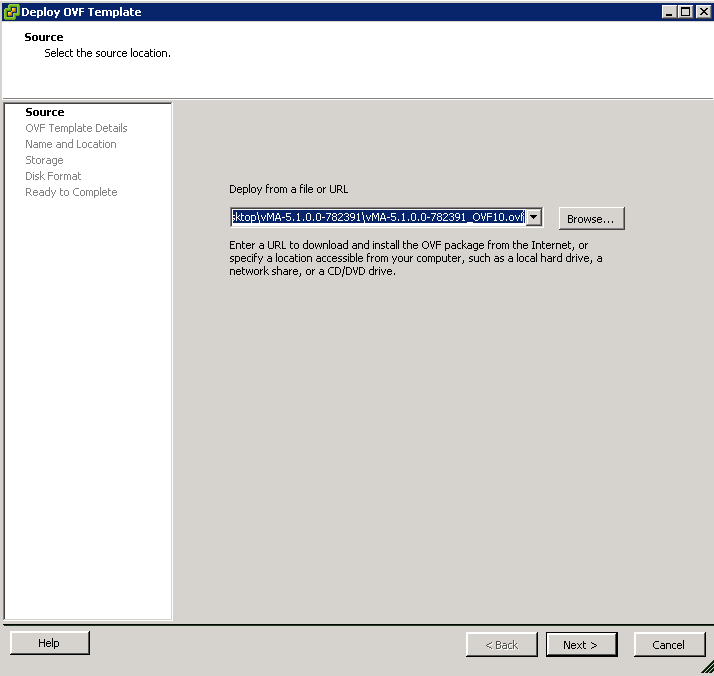 Deploy OVF Template
Source
Select the source location.
Source
OVF Template Details
Name and Location
Storage
Disk Format
Ready to Complete
Deploy from a file or URL
sktop\vMA-5.1.0.0-782391\vMA-5.1.0.0-782391_OVF10.ovf
Browse...
Enter a URL to download and install the OVF package from the Internet, or
specify a location accessible from your computer, such as a local hard drive, a
network share, or a CD/DVD drive.
Help
< Back
Next >
Cancel